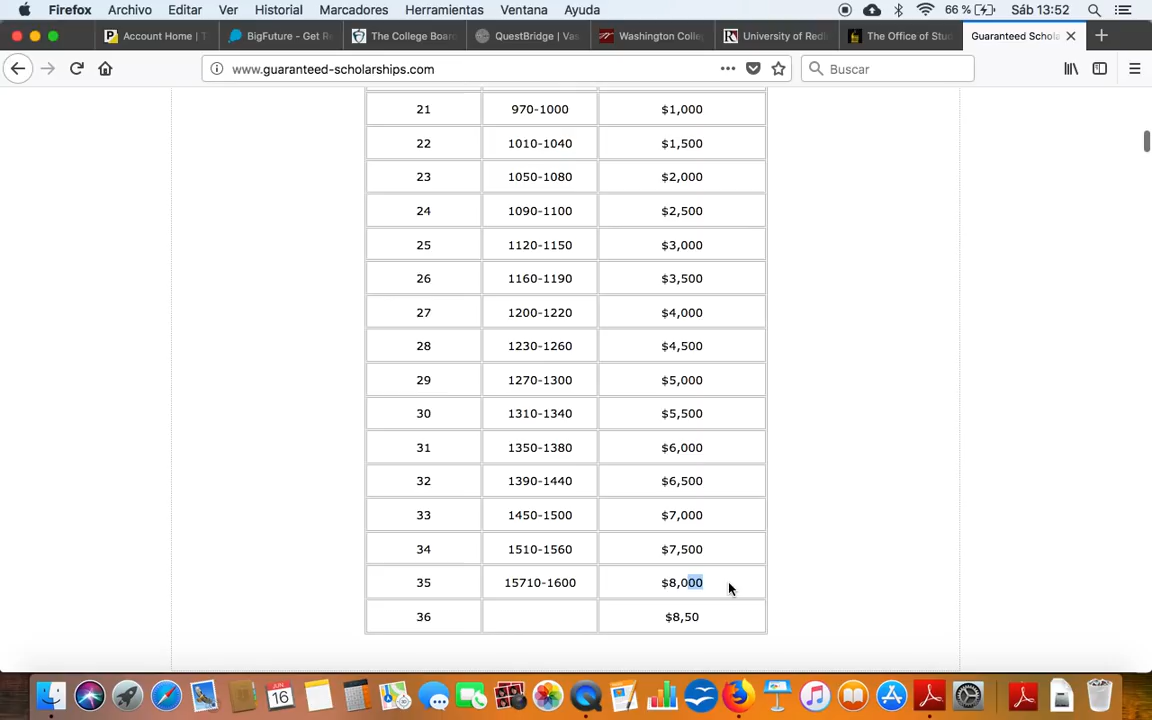 Firefox Archivo Editar Ver Historial Marcadores Herramientas Ventana Ayuda 66 % Sáb 13:52
Account Home | T BigFuture - Get Re The College Boar QuestBridge | Vas Washington Colle University of Redl The Office of Stud Guaranteed Schola
www.guaranteed-scholarships.com Buscar
21 970-1000 $1,000
22 1010-1040 $1,500
23 1050-1080 $2,000
24 1090-1100 $2,500
25 1120-1150 $3,000
26 1160-1190 $3,500
27 1200-1220 $4,000
28 1230-1260 $4,500
29 1270-1300 $5,000
30 1310-1340 $5,500
31 1350-1380 $6,000
32 1390-1440 $6,500
33 1450-1500 $7,000
34 1510-1560 $7,500
35 15710-1600 $8,000
36 $8,50
JUN
16